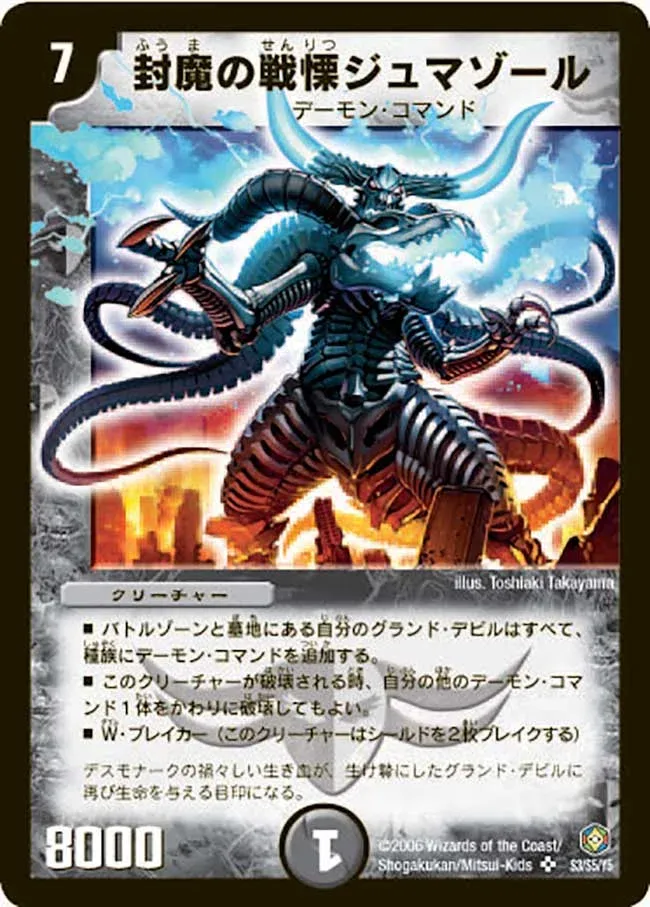 7
ふうま せんりつ
封魔の戦慄ジュマゾール
デーモン・コマンド
illus. Toshiaki Takayama
クリーチャー
■ バトルゾーンと墓地にある自分のグランド・デビルはすべて、
種族にデーモン・コマンドを追加する。
■ このクリーチャーが破壊される時、自分の他のデーモン・コマ
ンド1体をかわりに破壊してもよい。
■ W・ブレイカー（このクリーチャーはシールドを2枚ブレイクする）
デスモナークの禍々しい生き血が、生け贄にしたグランド・デビルに
再び生命を与える目印になる。
8000
1
©2006 Wizards of the Coast/
Shogakukan/Mitsui-Kids
S3/S5/Y5